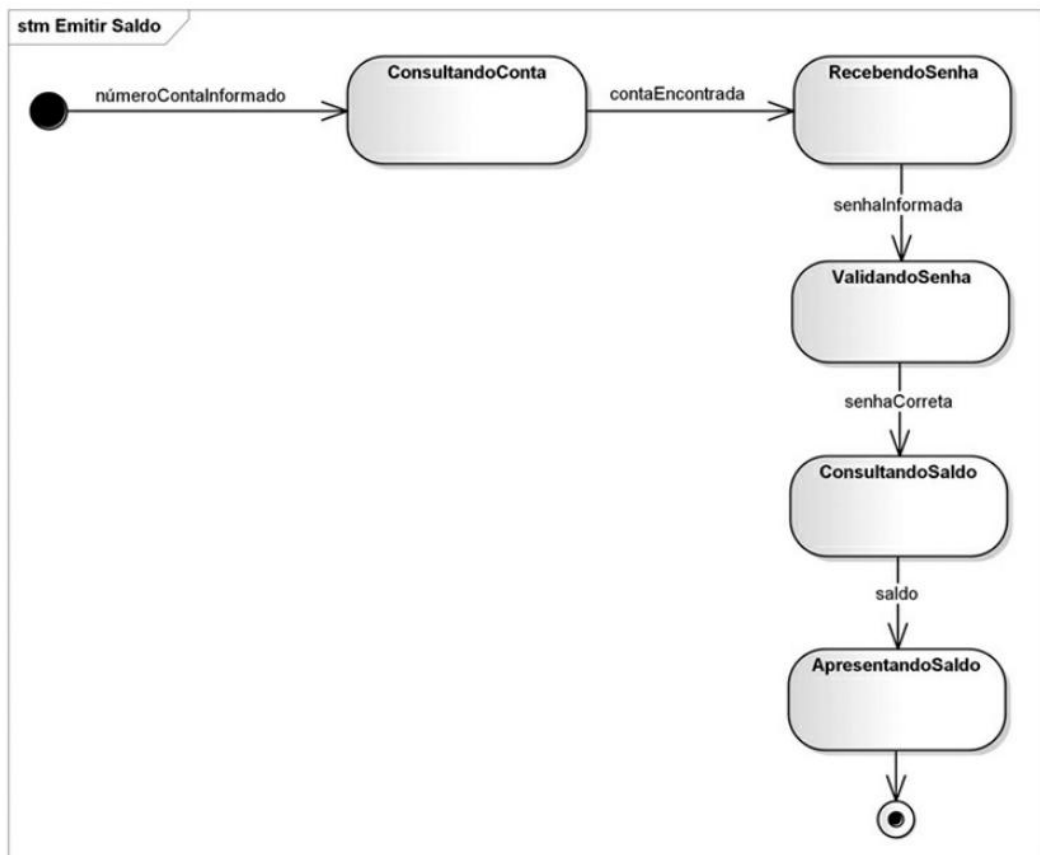 stm Emitir Saldo
númeroContaInformado
ConsultandoConta
contaEncontrada
RecebendoSenha
senhaInformada
ValidandoSenha
senhaCorreta
ConsultandoSaldo
saldo
ApresentandoSaldo